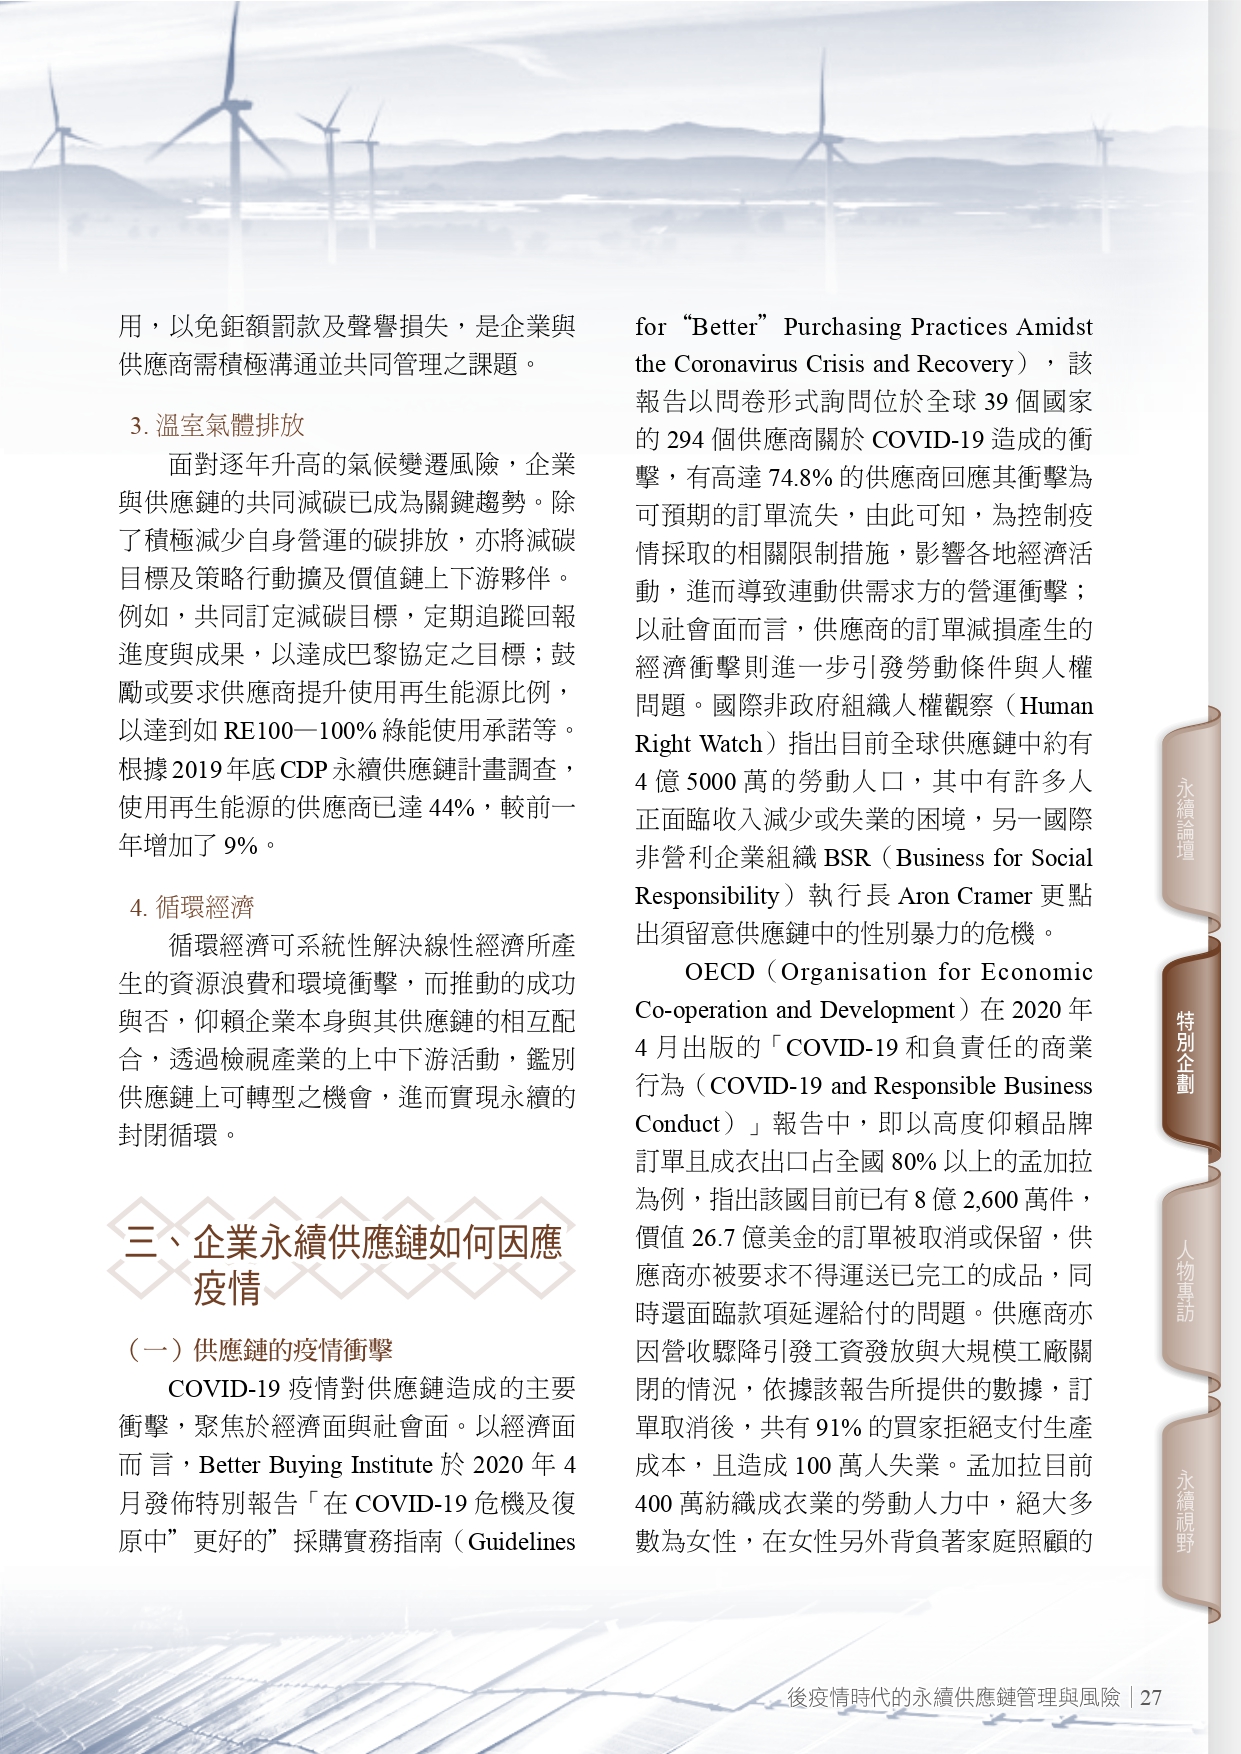 用，以免鉅額罰款及聲譽損失，是企業與
供應商需積極溝通並共同管理之課題。
3. 溫室氣體排放
面對逐年升高的氣候變遷風險，企業
與供應鏈的共同減碳已成為關鍵趨勢。除
了積極減少自身營運的碳排放，亦將減碳
目標及策略行動擴及價值鏈上下游夥伴。
例如，共同訂定減碳目標，定期追蹤回報
進度與成果，以達成巴黎協定之目標；鼓
勵或要求供應商提升使用再生能源比例，
以達到如 RE100—100% 綠能使用承諾等。
根據 2019 年底 CDP 永續供應鏈計畫調查，
使用再生能源的供應商已達 44%，較前一
年增加了 9%。
4. 循環經濟
循環經濟可系統性解決線性經濟所產
生的資源浪費和環境衝擊，而推動的成功
與否，仰賴企業本身與其供應鏈的相互配
合，透過檢視產業的上中下游活動，鑑別
供應鏈上可轉型之機會，進而實現永續的
封閉循環。
三、企業永續供應鏈如何因應
疫情
（一）供應鏈的疫情衝擊
COVID-19 疫情對供應鏈造成的主要
衝擊，聚焦於經濟面與社會面。以經濟面
而言，Better Buying Institute 於 2020 年 4
月發佈特別報告「在 COVID-19 危機及復
原中”更好的”採購實務指南（Guidelines
for“Better”Purchasing Practices Amidst
the Coronavirus Crisis and Recovery），該
報告以問卷形式詢問位於全球 39 個國家
的 294 個供應商關於 COVID-19 造成的衝
擊，有高達 74.8% 的供應商回應其衝擊為
可預期的訂單流失，由此可知，為控制疫
情採取的相關限制措施，影響各地經濟活
動，進而導致連動供需求方的營運衝擊；
以社會面而言，供應商的訂單減損產生的
經濟衝擊則進一步引發勞動條件與人權
問題。國際非政府組織人權觀察（Human
Right Watch）指出目前全球供應鏈中約有
4 億 5000 萬的勞動人口，其中有許多人
正面臨收入減少或失業的困境，另一國際
非營利企業組織 BSR（Business for Social
Responsibility）執行長 Aron Cramer 更點
出須留意供應鏈中的性別暴力的危機。
OECD（Organisation for Economic
Co-operation and Development）在 2020 年
4 月出版的「COVID-19 和負責任的商業
行為（COVID-19 and Responsible Business
Conduct）」報告中，即以高度仰賴品牌
訂單且成衣出口占全國 80% 以上的孟加拉
為例，指出該國目前已有 8 億 2,600 萬件，
價值 26.7 億美金的訂單被取消或保留，供
應商亦被要求不得運送已完工的成品，同
時還面臨款項延遲給付的問題。供應商亦
因營收驟降引發工資發放與大規模工廠關
閉的情況，依據該報告所提供的數據，訂
單取消後，共有 91% 的買家拒絕支付生產
成本，且造成 100 萬人失業。孟加拉目前
400 萬紡織成衣業的勞動人力中，絕大多
數為女性，在女性另外背負著家庭照顧的
永續論壇
特別企劃
人物專訪
永續視野
後疫情時代的永續供應鏈管理與風險｜27